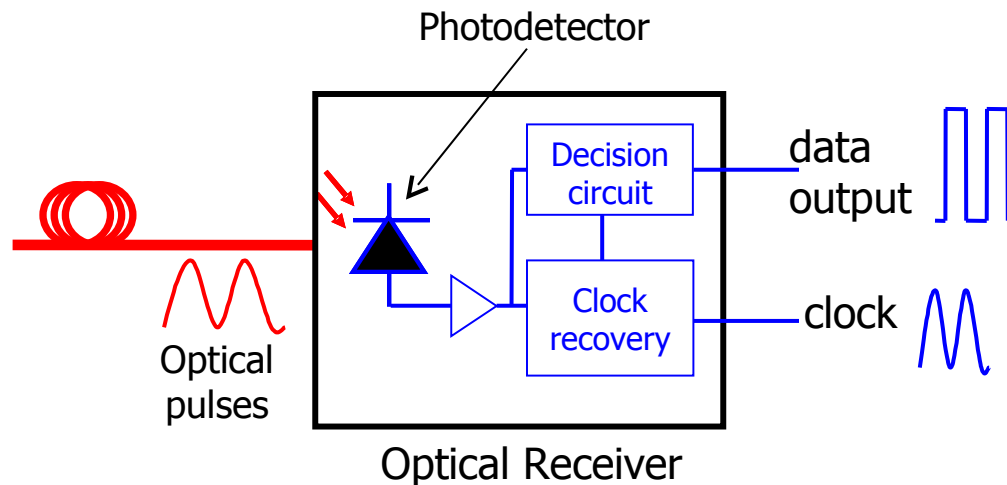 Photodetector
Decision
circuit
data
output
Clock
recovery
clock
Optical
pulses
Optical Receiver